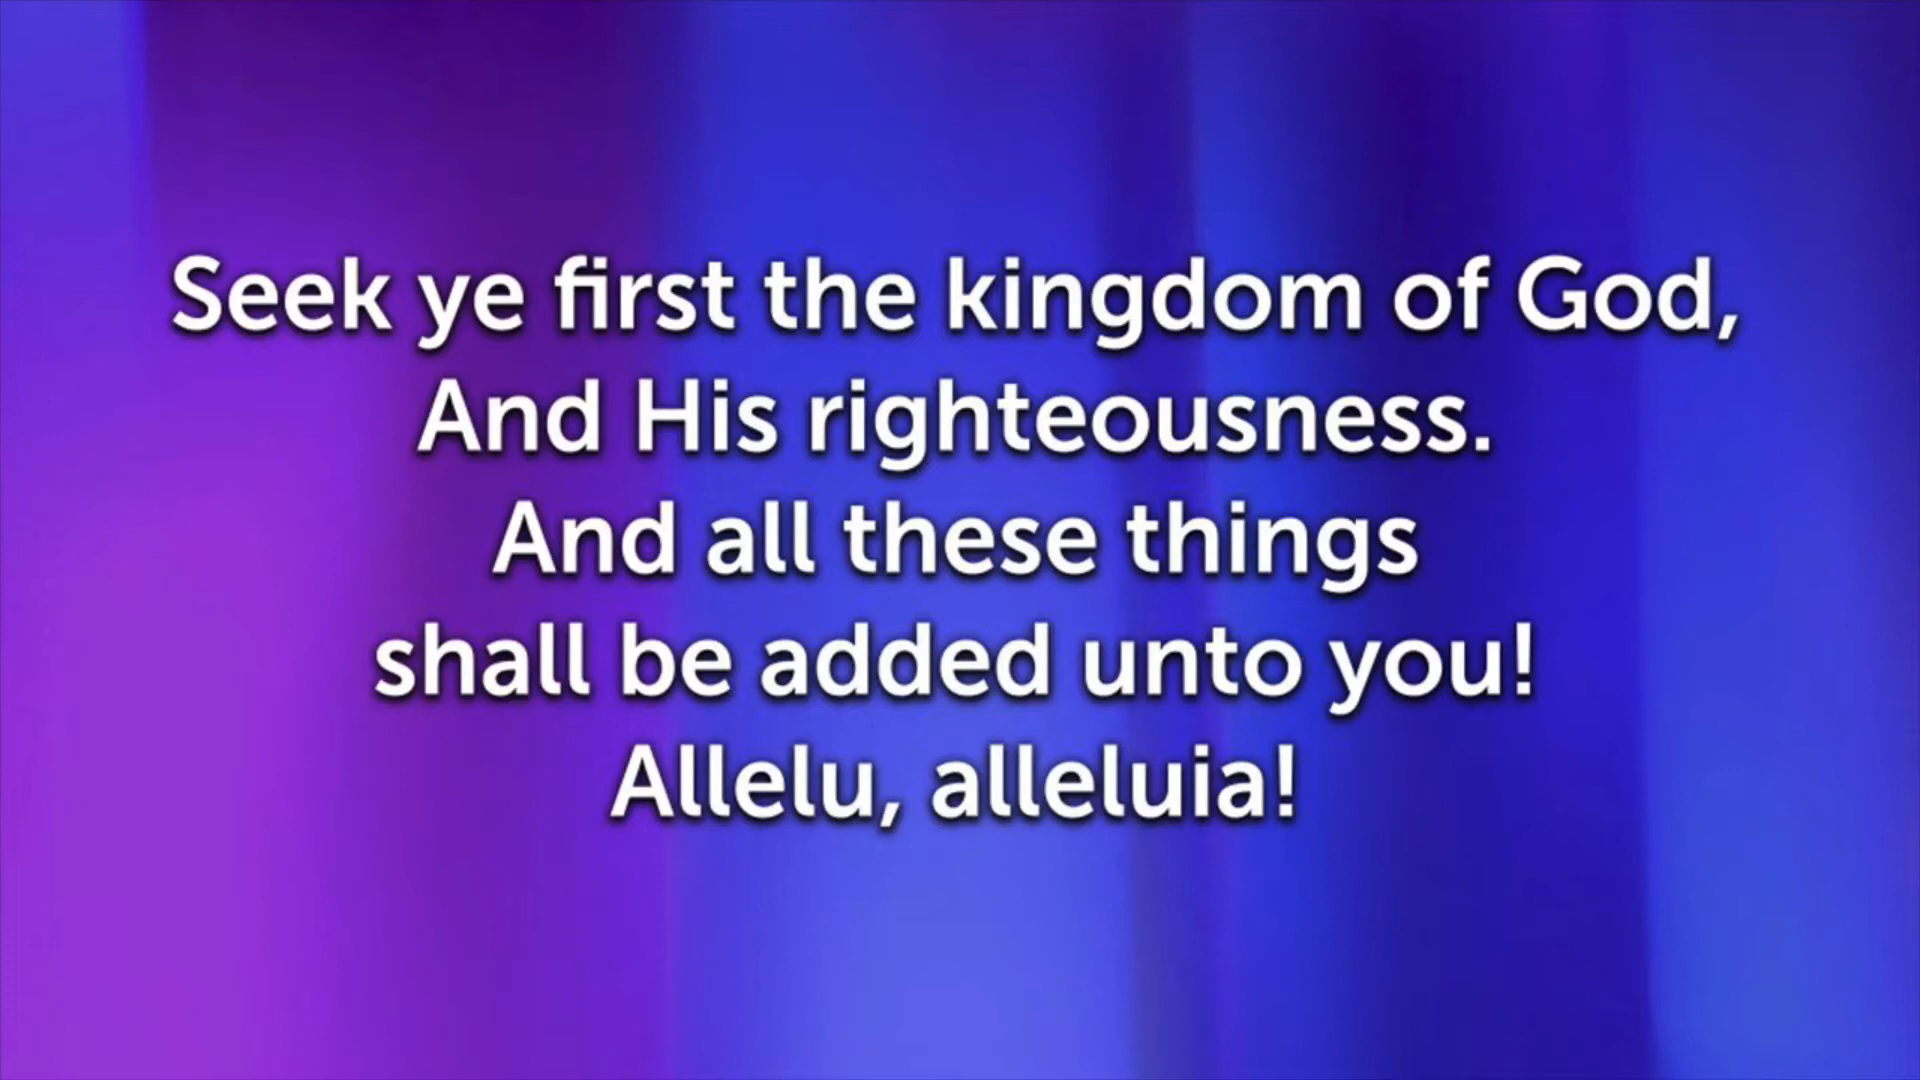 Seek ye first the kingdom of God,
And His righteousness.
And all these things
shall be added unto you!
Allelu, alleluia!